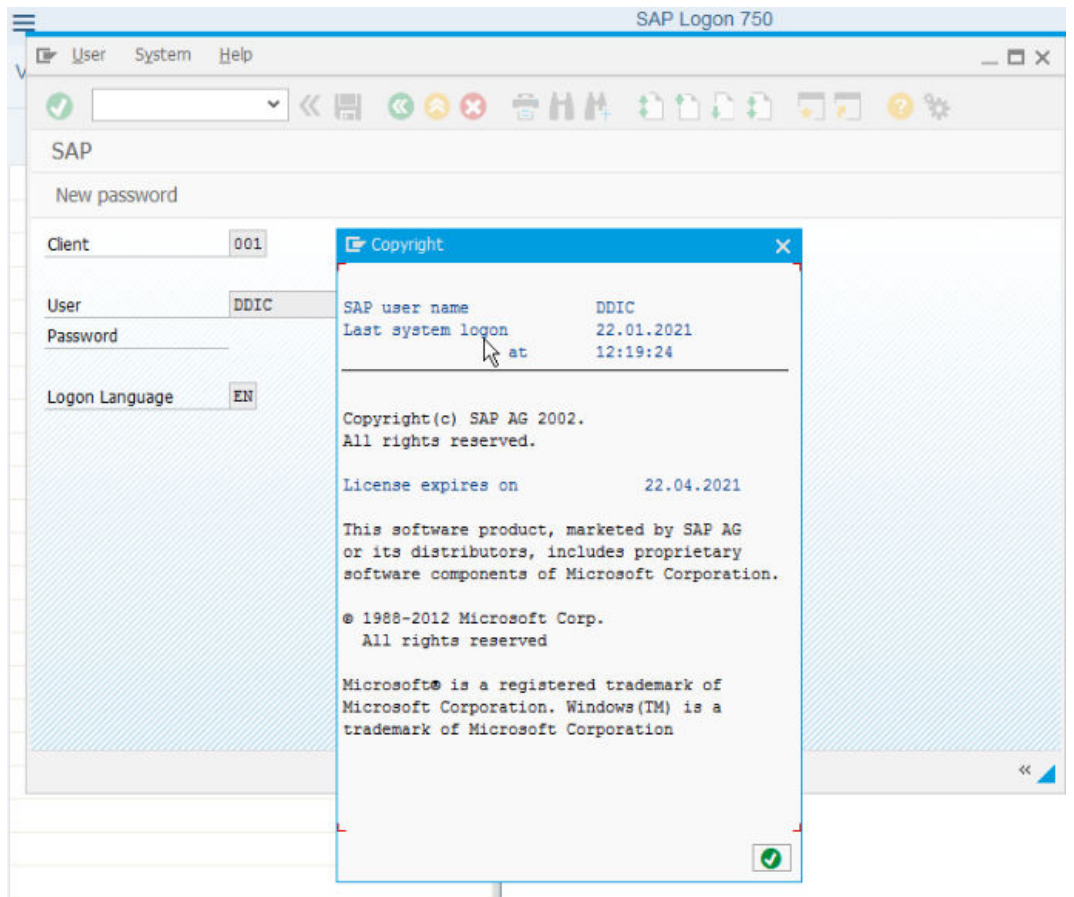 SAP Logon 750
User System Help
SAP
New password
Client 001
User DDIC
Password
Logon Language EN
Copyright
SAP user name DDIC
Last system logon 22.01.2021
at 12:19:24
Copyright(c) SAP AG 2002.
All rights reserved.
License expires on 22.04.2021
This software product, marketed by SAP AG
or its distributors, includes proprietary
software components of Microsoft Corporation.
© 1988-2012 Microsoft Corp.
All rights reserved
Microsoft® is a registered trademark of
Microsoft Corporation. Windows(TM) is a
trademark of Microsoft Corporation